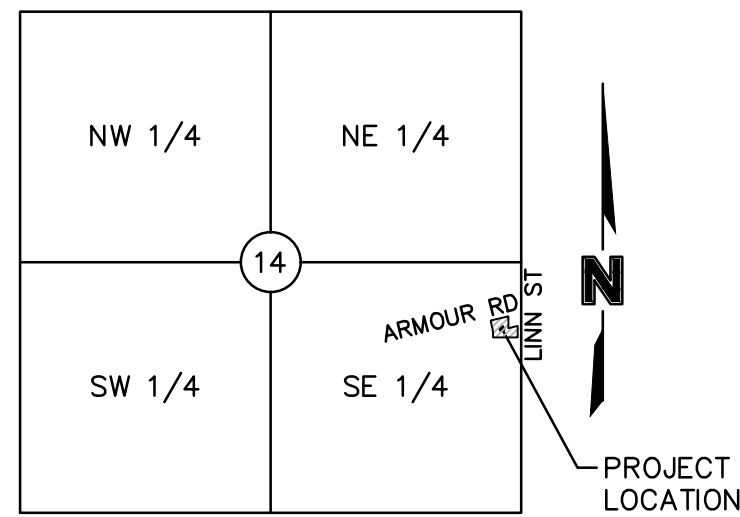 NW 1/4
NE 1/4
14
N
ARMOUR RD
LINN ST
SW 1/4
SE 1/4
PROJECT
LOCATION